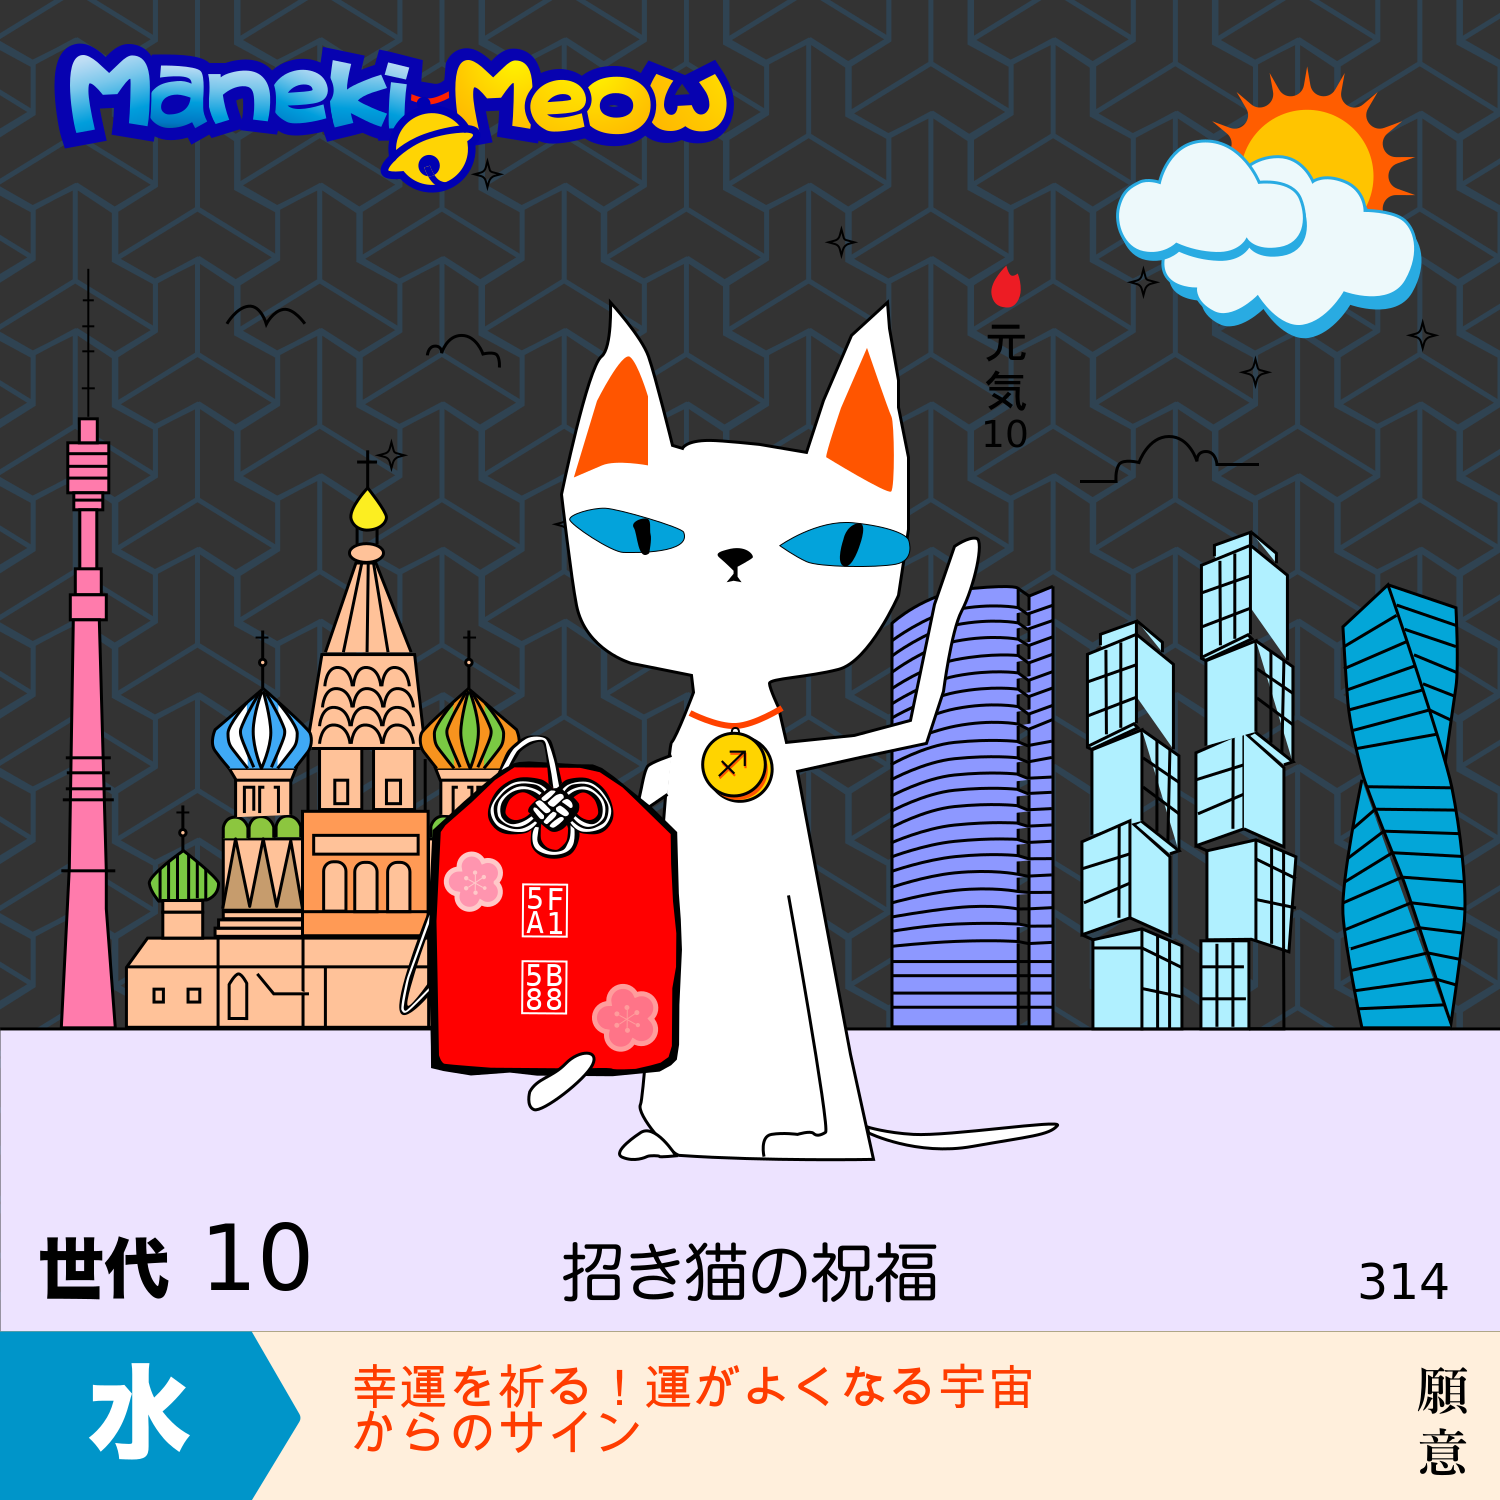 Maneki-Meow
元
気
10
5F
A1
5B
88
世代 10
招き猫の祝福
314
水
幸運を祈る！運がよくなる宇宙
からのサイン
願
意